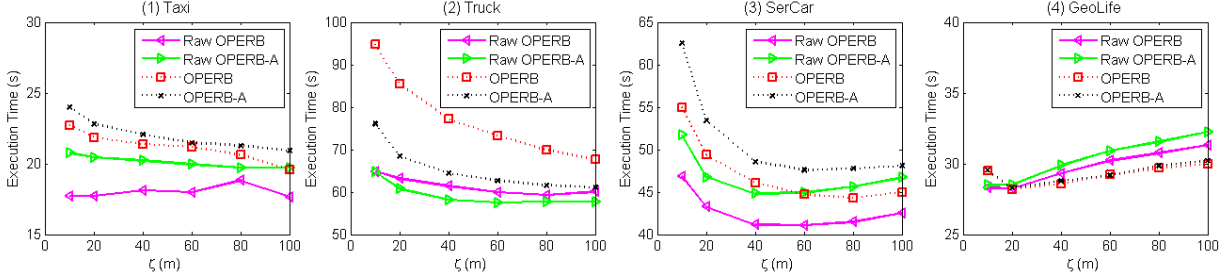 (1) Taxi
Execution Time (s)
30
25
20
15
0
20
40
60
80
100
ζ (m)
Raw OPERB
Raw OPERB-A
OPERB
OPERB-A
(2) Truck
Execution Time (s)
100
90
80
70
60
50
0
20
40
60
80
100
ζ (m)
Raw OPERB
Raw OPERB-A
OPERB
OPERB-A
(3) SerCar
Execution Time (s)
65
60
55
50
45
40
0
20
40
60
80
100
ζ (m)
Raw OPERB
Raw OPERB-A
OPERB
OPERB-A
(4) GeoLife
Execution Time (s)
40
35
30
25
0
20
40
60
80
100
ζ (m)
Raw OPERB
Raw OPERB-A
OPERB
OPERB-A